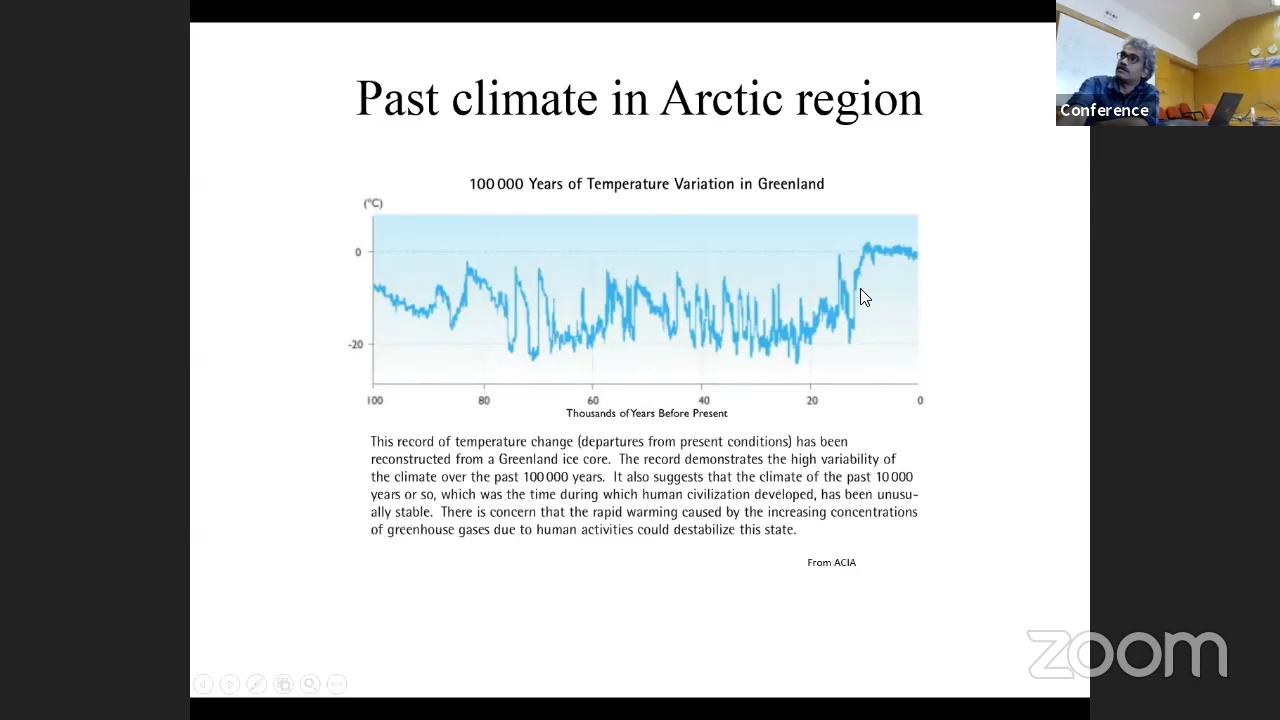 Past climate in Arctic region
Conference
100 000 Years of Temperature Variation in Greenland
(°C)
0
-20
100 80 60 40 20 0
Thousands of Years Before Present
This record of temperature change (departures from present conditions) has been
reconstructed from a Greenland ice core. The record demonstrates the high variability of
the climate over the past 100 000 years. It also suggests that the climate of the past 10 000
years or so, which was the time during which human civilization developed, has been unusu-
ally stable. There is concern that the rapid warming caused by the increasing concentrations
of greenhouse gases due to human activities could destabilize this state.
From ACIA
zoom